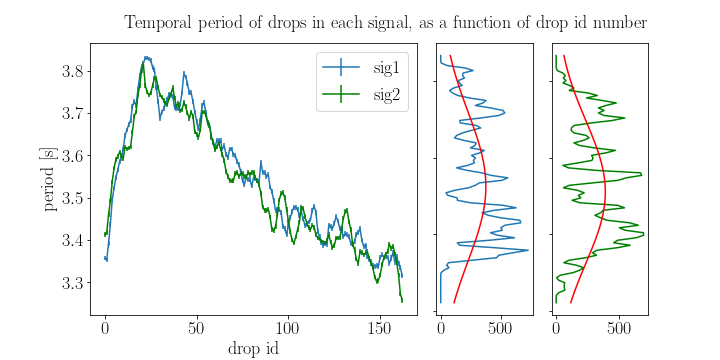 Temporal period of drops in each signal, as a function of drop id number
3.8
3.7
3.6
3.5
3.4
3.3
period [s]
sig1
sig2
0 50 100 150
drop id
0 500
0 500